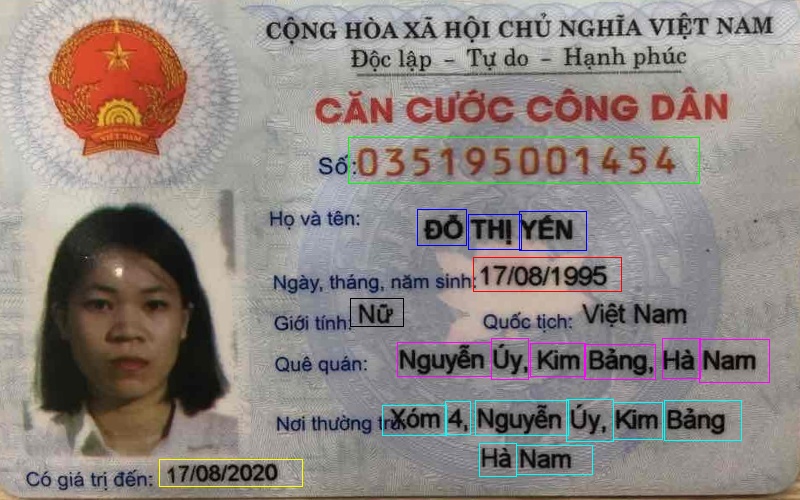 CỘNG HÒA XÃ HỘI CHỦ NGHĨA VIỆT NAM
Độc lập - Tự do - Hạnh phúc
CĂN CƯỚC CÔNG DÂN
Số: 035195001454
Họ và tên: ĐỖ THỊ YẾN
Ngày, tháng, năm sinh: 17/08/1995
Giới tính: Nữ Quốc tịch: Việt Nam
Quê quán: Nguyễn Úy, Kim Bảng, Hà Nam
Nơi thường trú: Xóm 4, Nguyễn Úy, Kim Bảng
Hà Nam
Có giá trị đến: 17/08/2020
VIỆT NAM